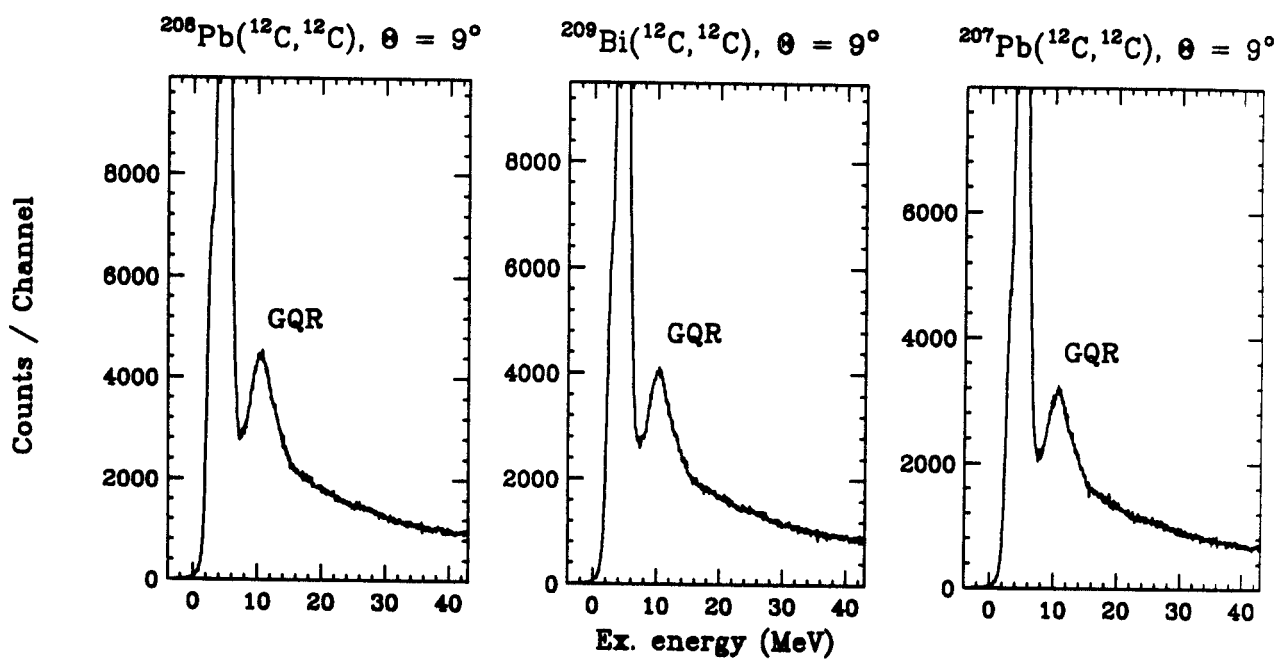 ²⁰⁸Pb(¹²C,¹²C), Θ = 9°
²⁰⁹Bi(¹²C,¹²C), Θ = 9°
²⁰⁷Pb(¹²C,¹²C), Θ = 9°
Counts / Channel
8000
6000
4000
2000
0
GQR
0 10 20 30 40
8000
6000
4000
2000
0
GQR
0 10 20 30 40
6000
4000
2000
0
GQR
0 10 20 30 40
Ex. energy (MeV)